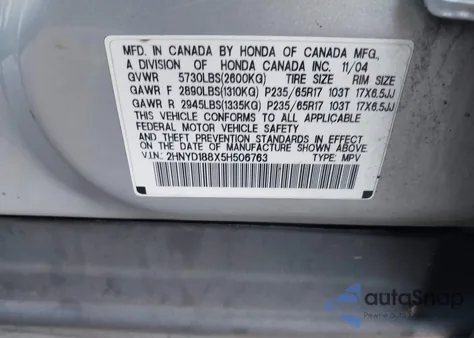 MFD. IN CANADA BY HONDA OF CANADA MFG.,
A DIVISION OF HONDA CANADA INC. 11/04
GVWR 5730LBS(2600KG) TIRE SIZE RIM SIZE
GAWR F 2890LBS(1310KG) P235/65R17 103T 17X6.5JJ
GAWR R 2945LBS(1335KG) P235/65R17 103T 17X6.5JJ
THIS VEHICLE CONFORMS TO ALL APPLICABLE
FEDERAL MOTOR VEHICLE SAFETY
AND THEFT PREVENTION STANDARDS IN EFFECT
ON THE DATE OF MANUFACTURE SHOWN ABOVE.
V.I.N.: 2HNYD188X5H506763 TYPE: MPV
autoSnap